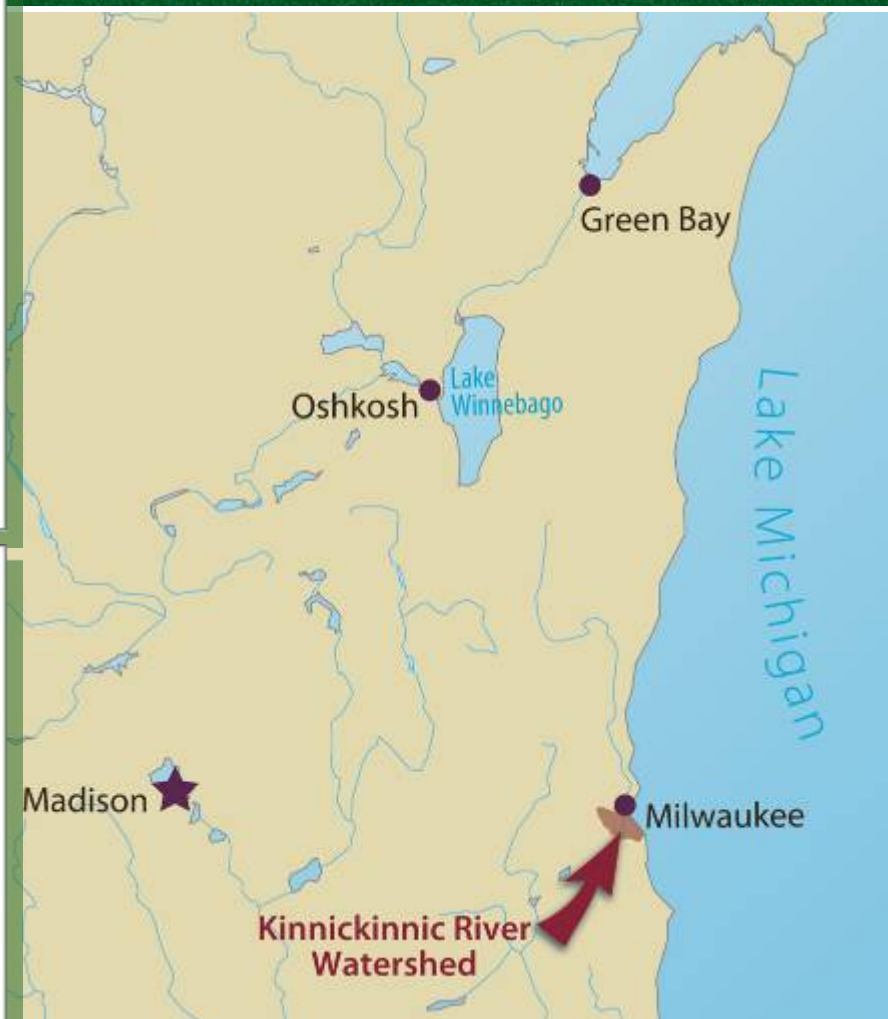 Green Bay
Lake
Winnebago
Oshkosh
Lake Michigan
Madison
Milwaukee
Kinnickinnic River
Watershed